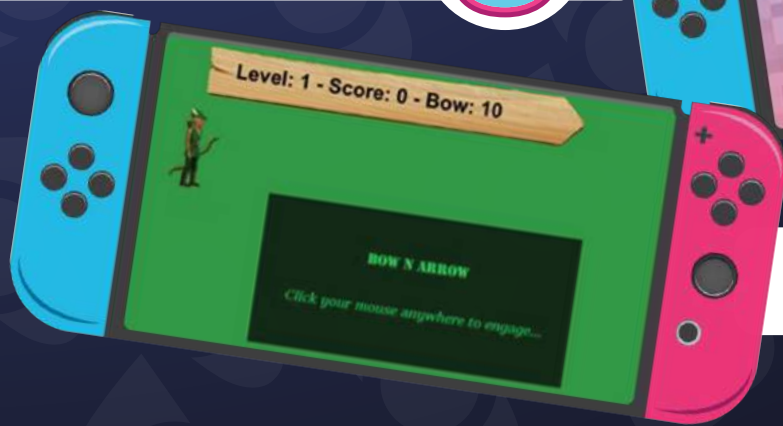 Level: 1 - Score: 0 - Bow: 10
BOW N ARROW
Click your mouse anywhere to engage...